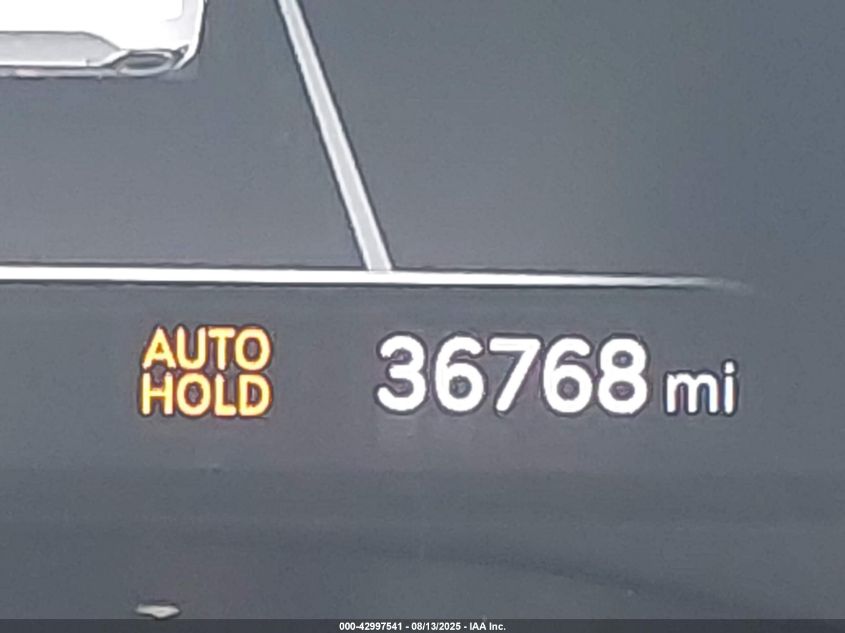 AUTO
HOLD
36768 mi
000-42997541 - 08/13/2025 - IAA Inc.